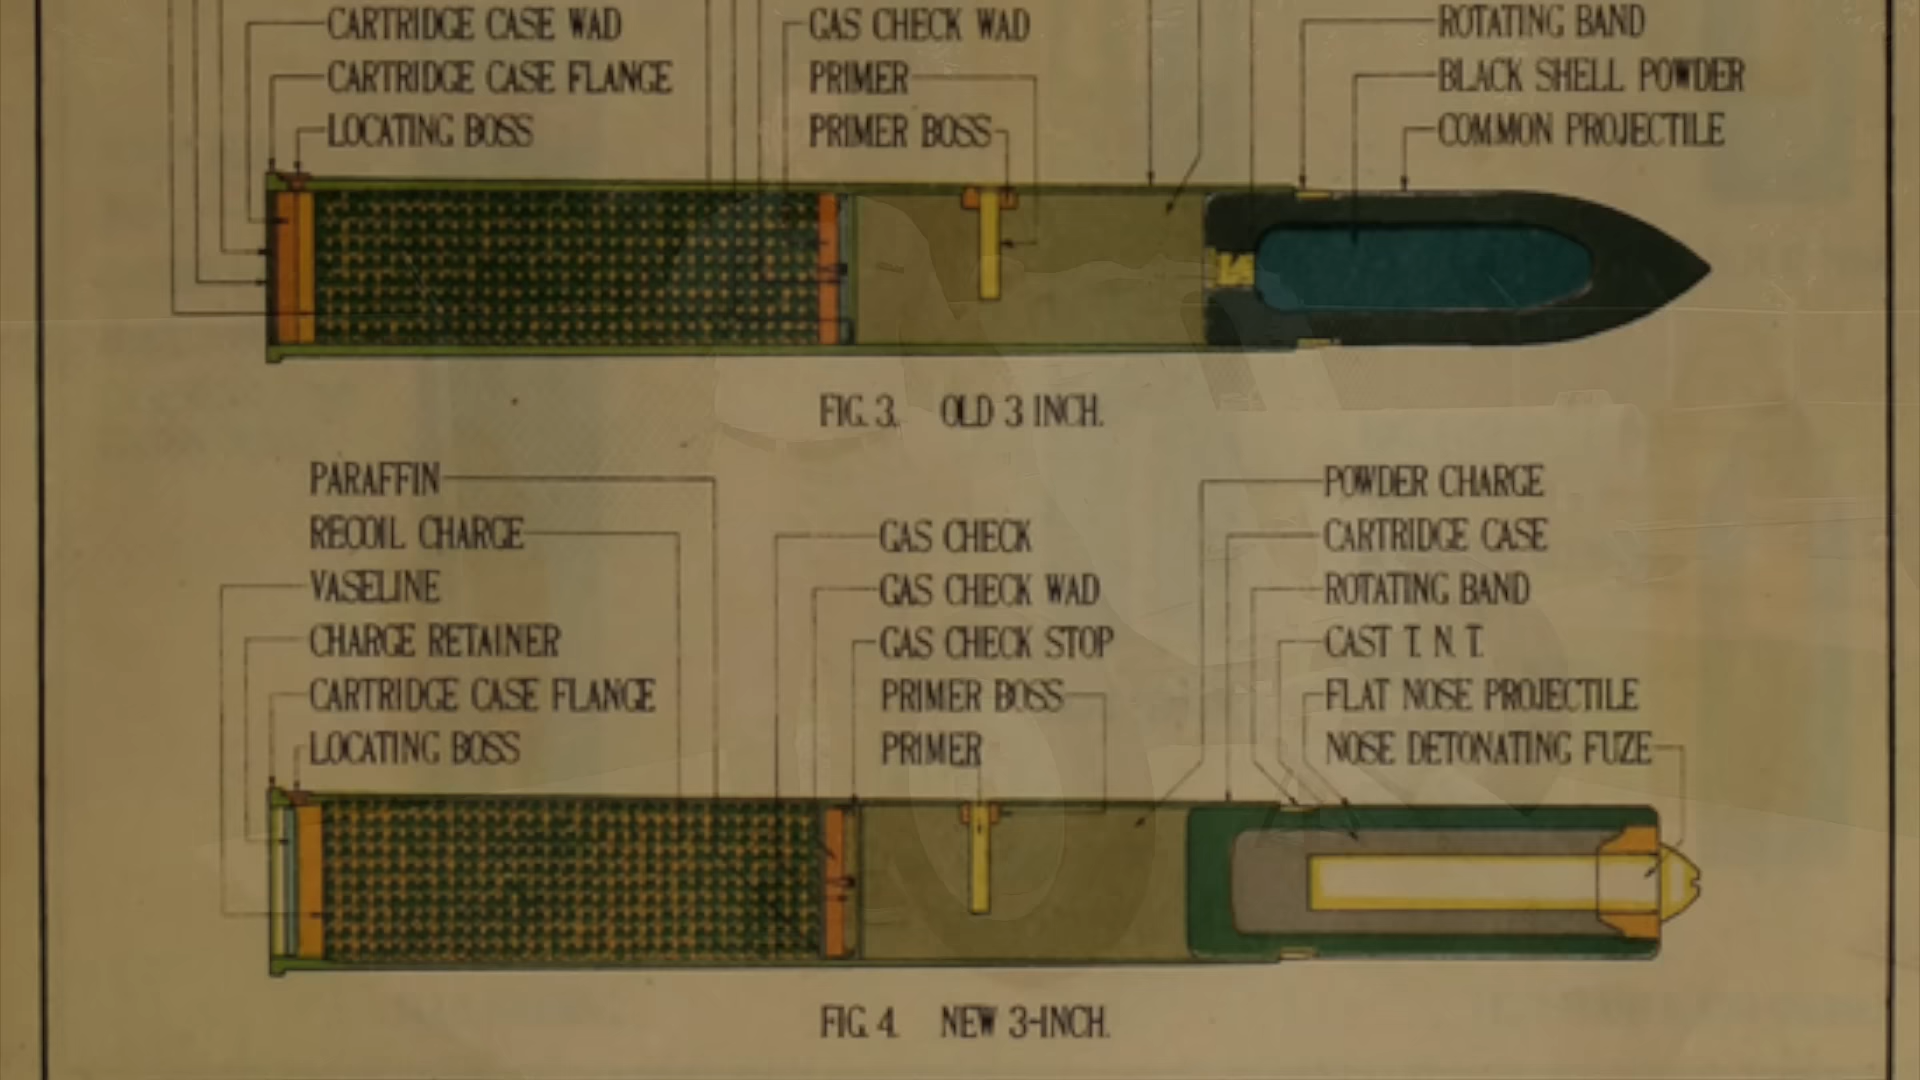 CARTRIDGE CASE WAD
CARTRIDGE CASE FLANGE
LOCATING BOSS
GAS CHECK WAD
PRIMER
PRIMER BOSS
ROTATING BAND
BLACK SHELL POWDER
COMMON PROJECTILE
FIG. 3. OLD 3 INCH.
PARAFFIN
RECOIL CHARGE
VASELINE
CHARGE RETAINER
CARTRIDGE CASE FLANGE
LOCATING BOSS
GAS CHECK
GAS CHECK WAD
GAS CHECK STOP
PRIMER BOSS
PRIMER
POWDER CHARGE
CARTRIDGE CASE
ROTATING BAND
CAST T. N. T.
FLAT NOSE PROJECTILE
NOSE DETONATING FUZE
FIG. 4. NEW 3-INCH.